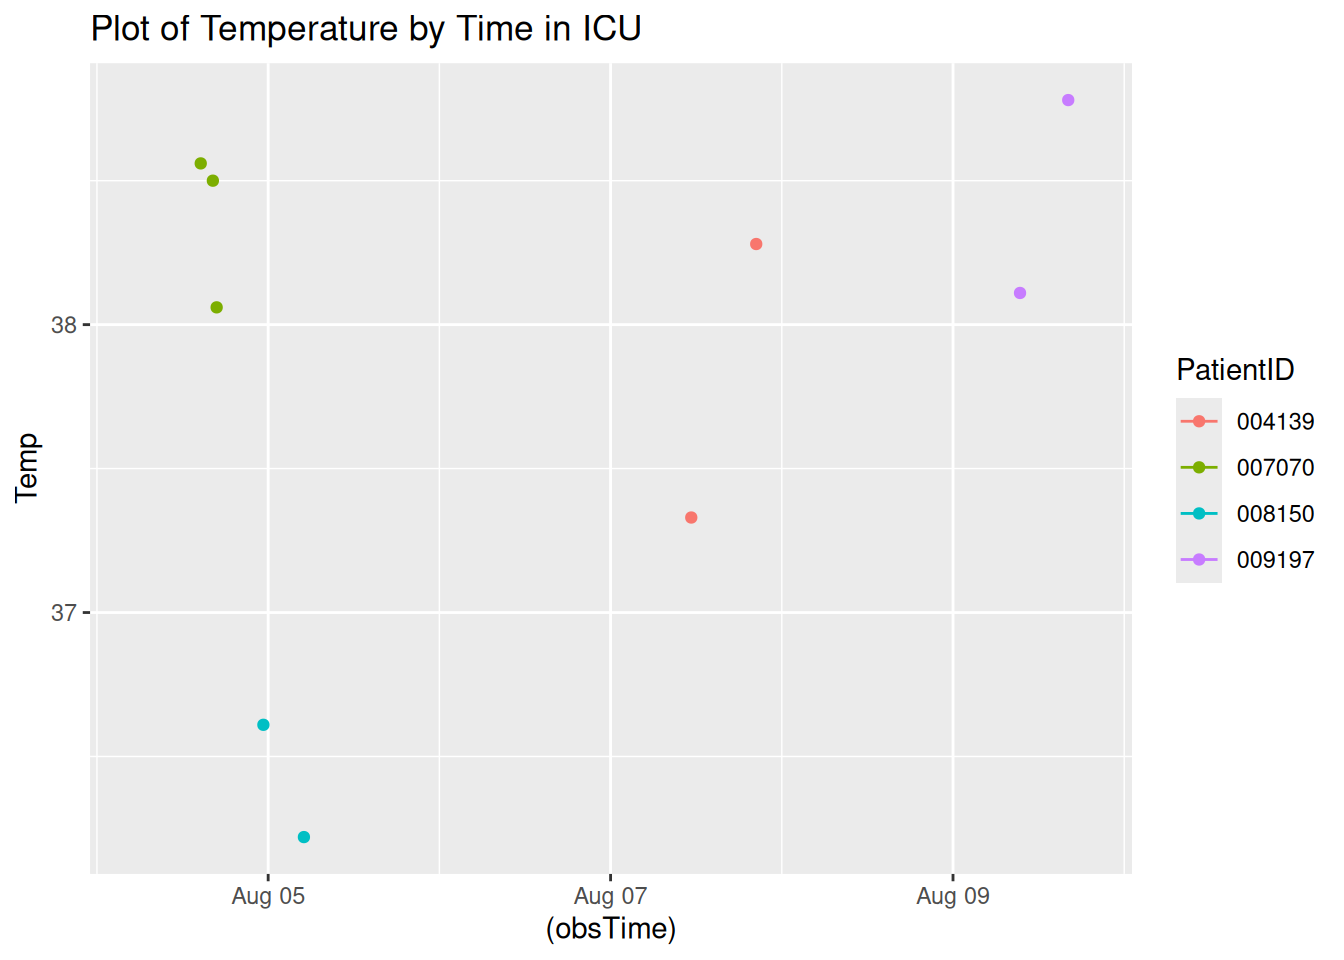 Plot of Temperature by Time in ICU
38
37
Temp
Aug 05
Aug 07
Aug 09
(obsTime)
PatientID
004139
007070
008150
009197